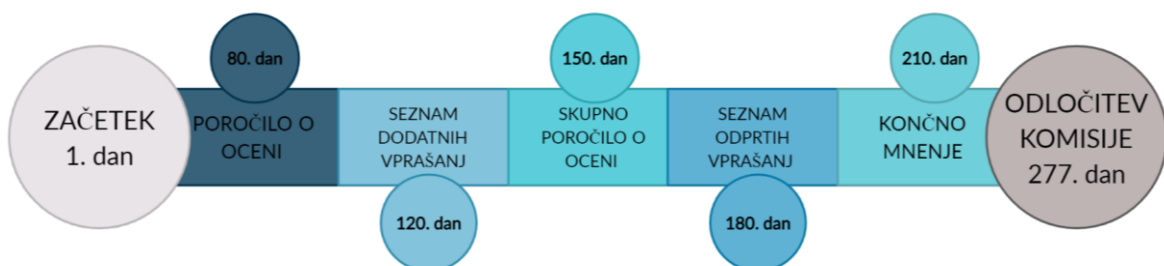 ZAČETEK
1. dan
80. dan
POROČILO O
OCENI
SEZNAM
DODATNIH
VPRAŠANJ
120. dan
150. dan
SKUPNO
POROČILO O
OCENI
SEZNAM
ODPRTIH
VPRAŠANJ
180. dan
210. dan
KONČNO
MNENJE
ODLOČITEV
KOMISIJE
277. dan